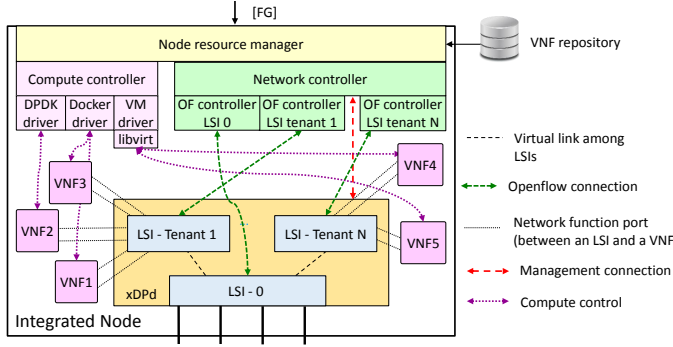 [FG]
Node resource manager
VNF repository
Compute controller
Network controller
DPDK
driver
Docker
driver
VM
driver
libvirt
OF controller
LSI 0
OF controller
LSI tenant 1
OF controller
LSI tenant N
VNF4
VNF3
VNF2
VNF5
VNF1
LSI - Tenant 1
LSI - Tenant N
LSI - 0
xDPd
Integrated Node
Virtual link among
LSIs
Openflow connection
Network function port
(between an LSI and a VNF
Management connection
Compute control